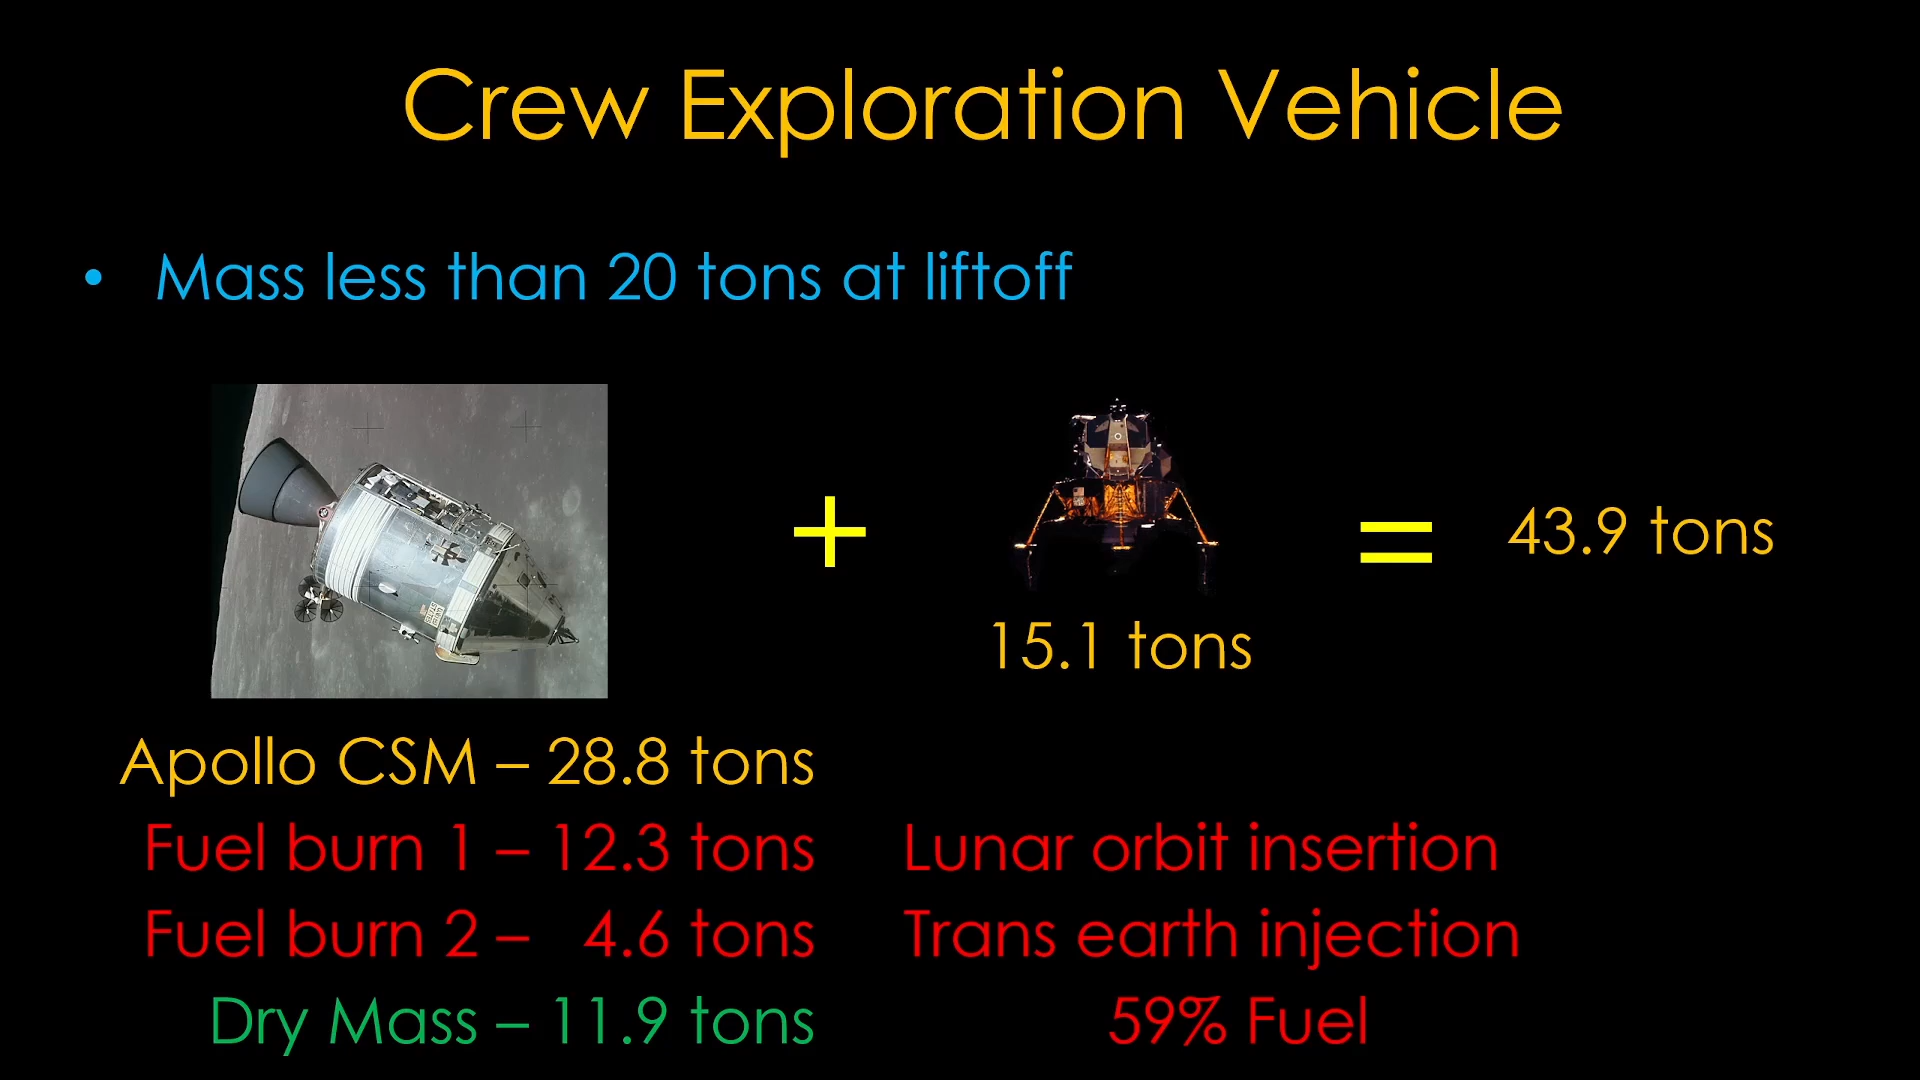 Crew Exploration Vehicle
• Mass less than 20 tons at liftoff
+ = 43.9 tons
15.1 tons
Apollo CSM – 28.8 tons
Fuel burn 1 – 12.3 tons Lunar orbit insertion
Fuel burn 2 – 4.6 tons Trans earth injection
Dry Mass – 11.9 tons 59% Fuel